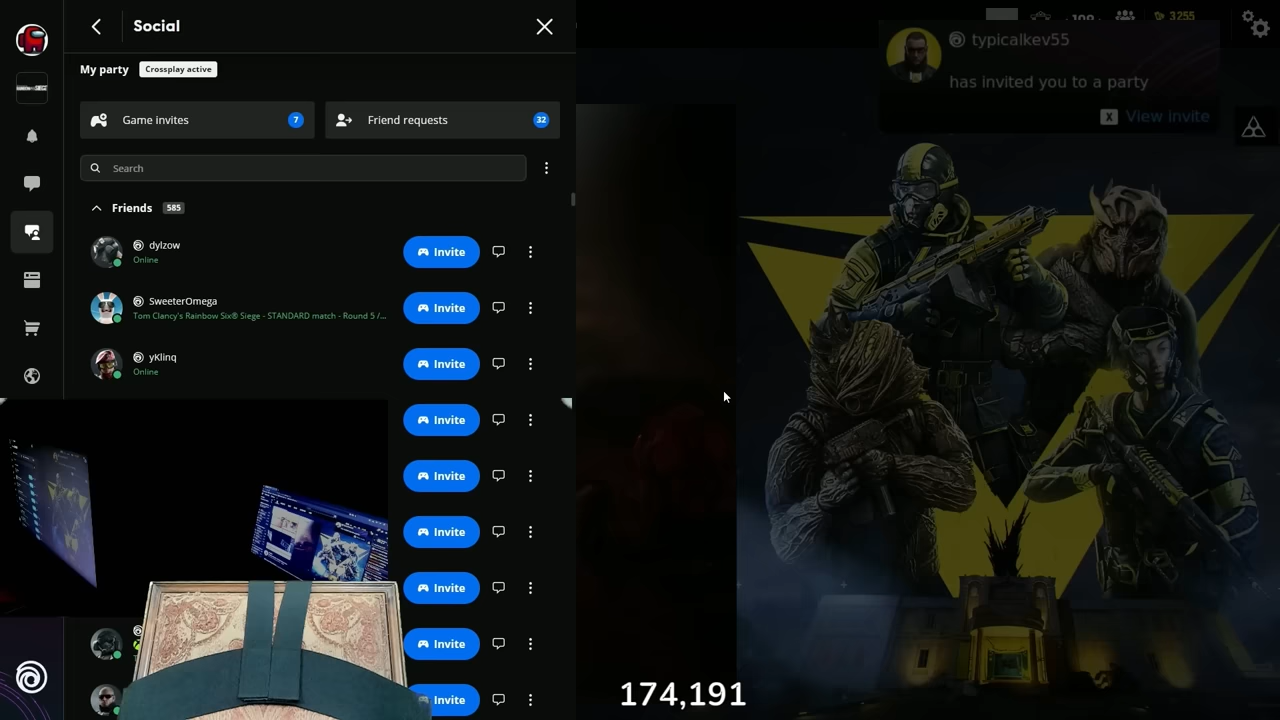 Social
My party
Crossplay active
Game invites
7
Friend requests
32
Search
Friends
585
dylzow
Online
Invite
SweeterOmega
Tom Clancy's Rainbow Six® Siege - STANDARD match - Round 5 /...
Invite
yKlinq
Online
Invite
Invite
Invite
Invite
Invite
Invite
Invite
109
3255
typicalkev55
has invited you to a party
X View invite
174,191